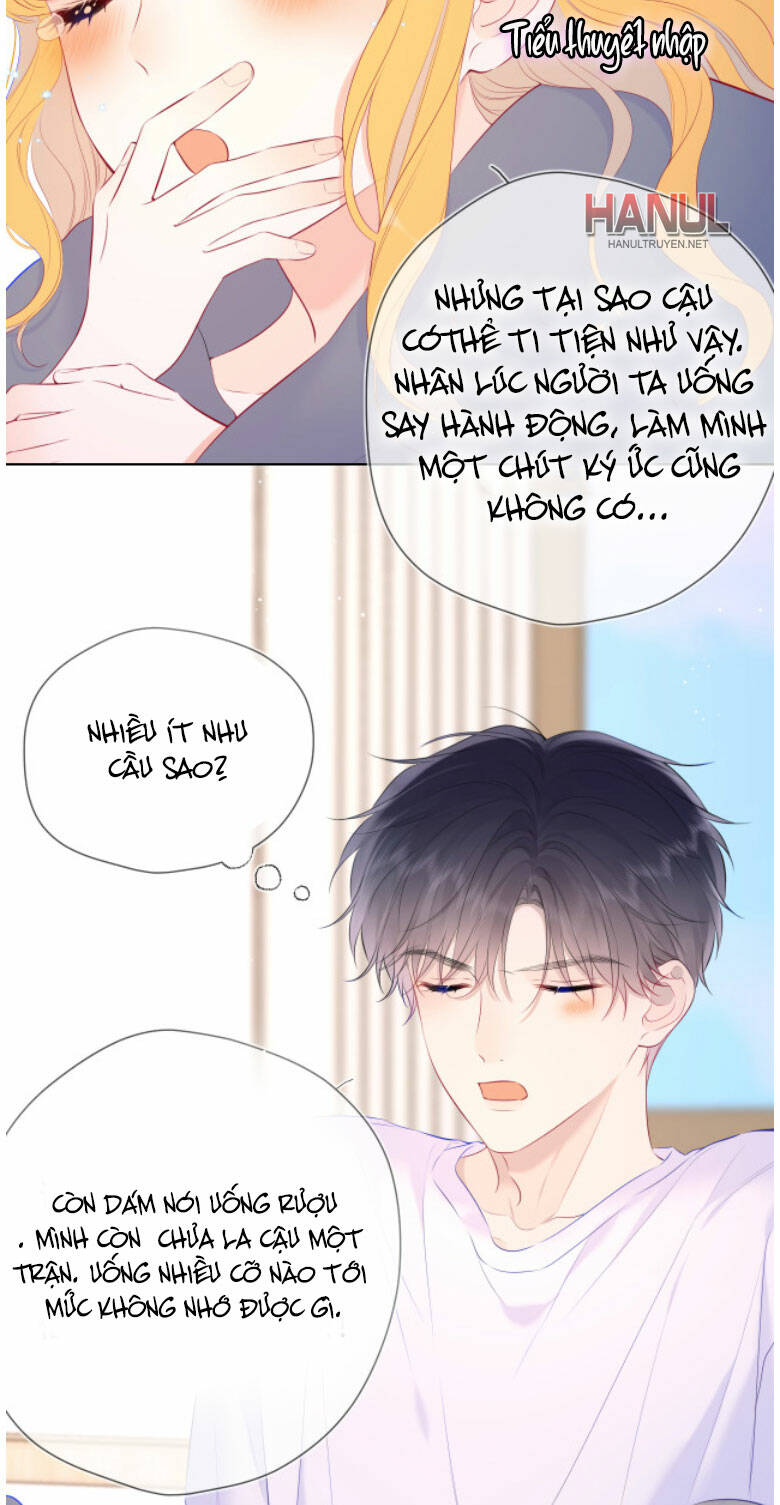 Tiểu thuyết nhập
HANUL
HANULTRUYEN.NET
NHƯNG TẠI SAO CẬU
CÓTHỂ TI TIỆN NHƯ VẬY.
NHÂN LÚC NGƯỜI TA UỐNG
SAY HÀNH ĐỘNG, LÀM MÌNH
MỘT CHÚT KÝ ỨC CŨNG
KHÔNG CÓ...
NHIỀU ÍT NHU
CẦU SAO?
CÒN DÁM NÓI UỐNG RƯỢU
. MÌNH CÒN CHƯA LA CẬU MỘT
TRẬN. UỐNG NHIỀU CỠ NÀO TỚI
MỨC KHÔNG NHỚ ĐƯỢC GÌ.